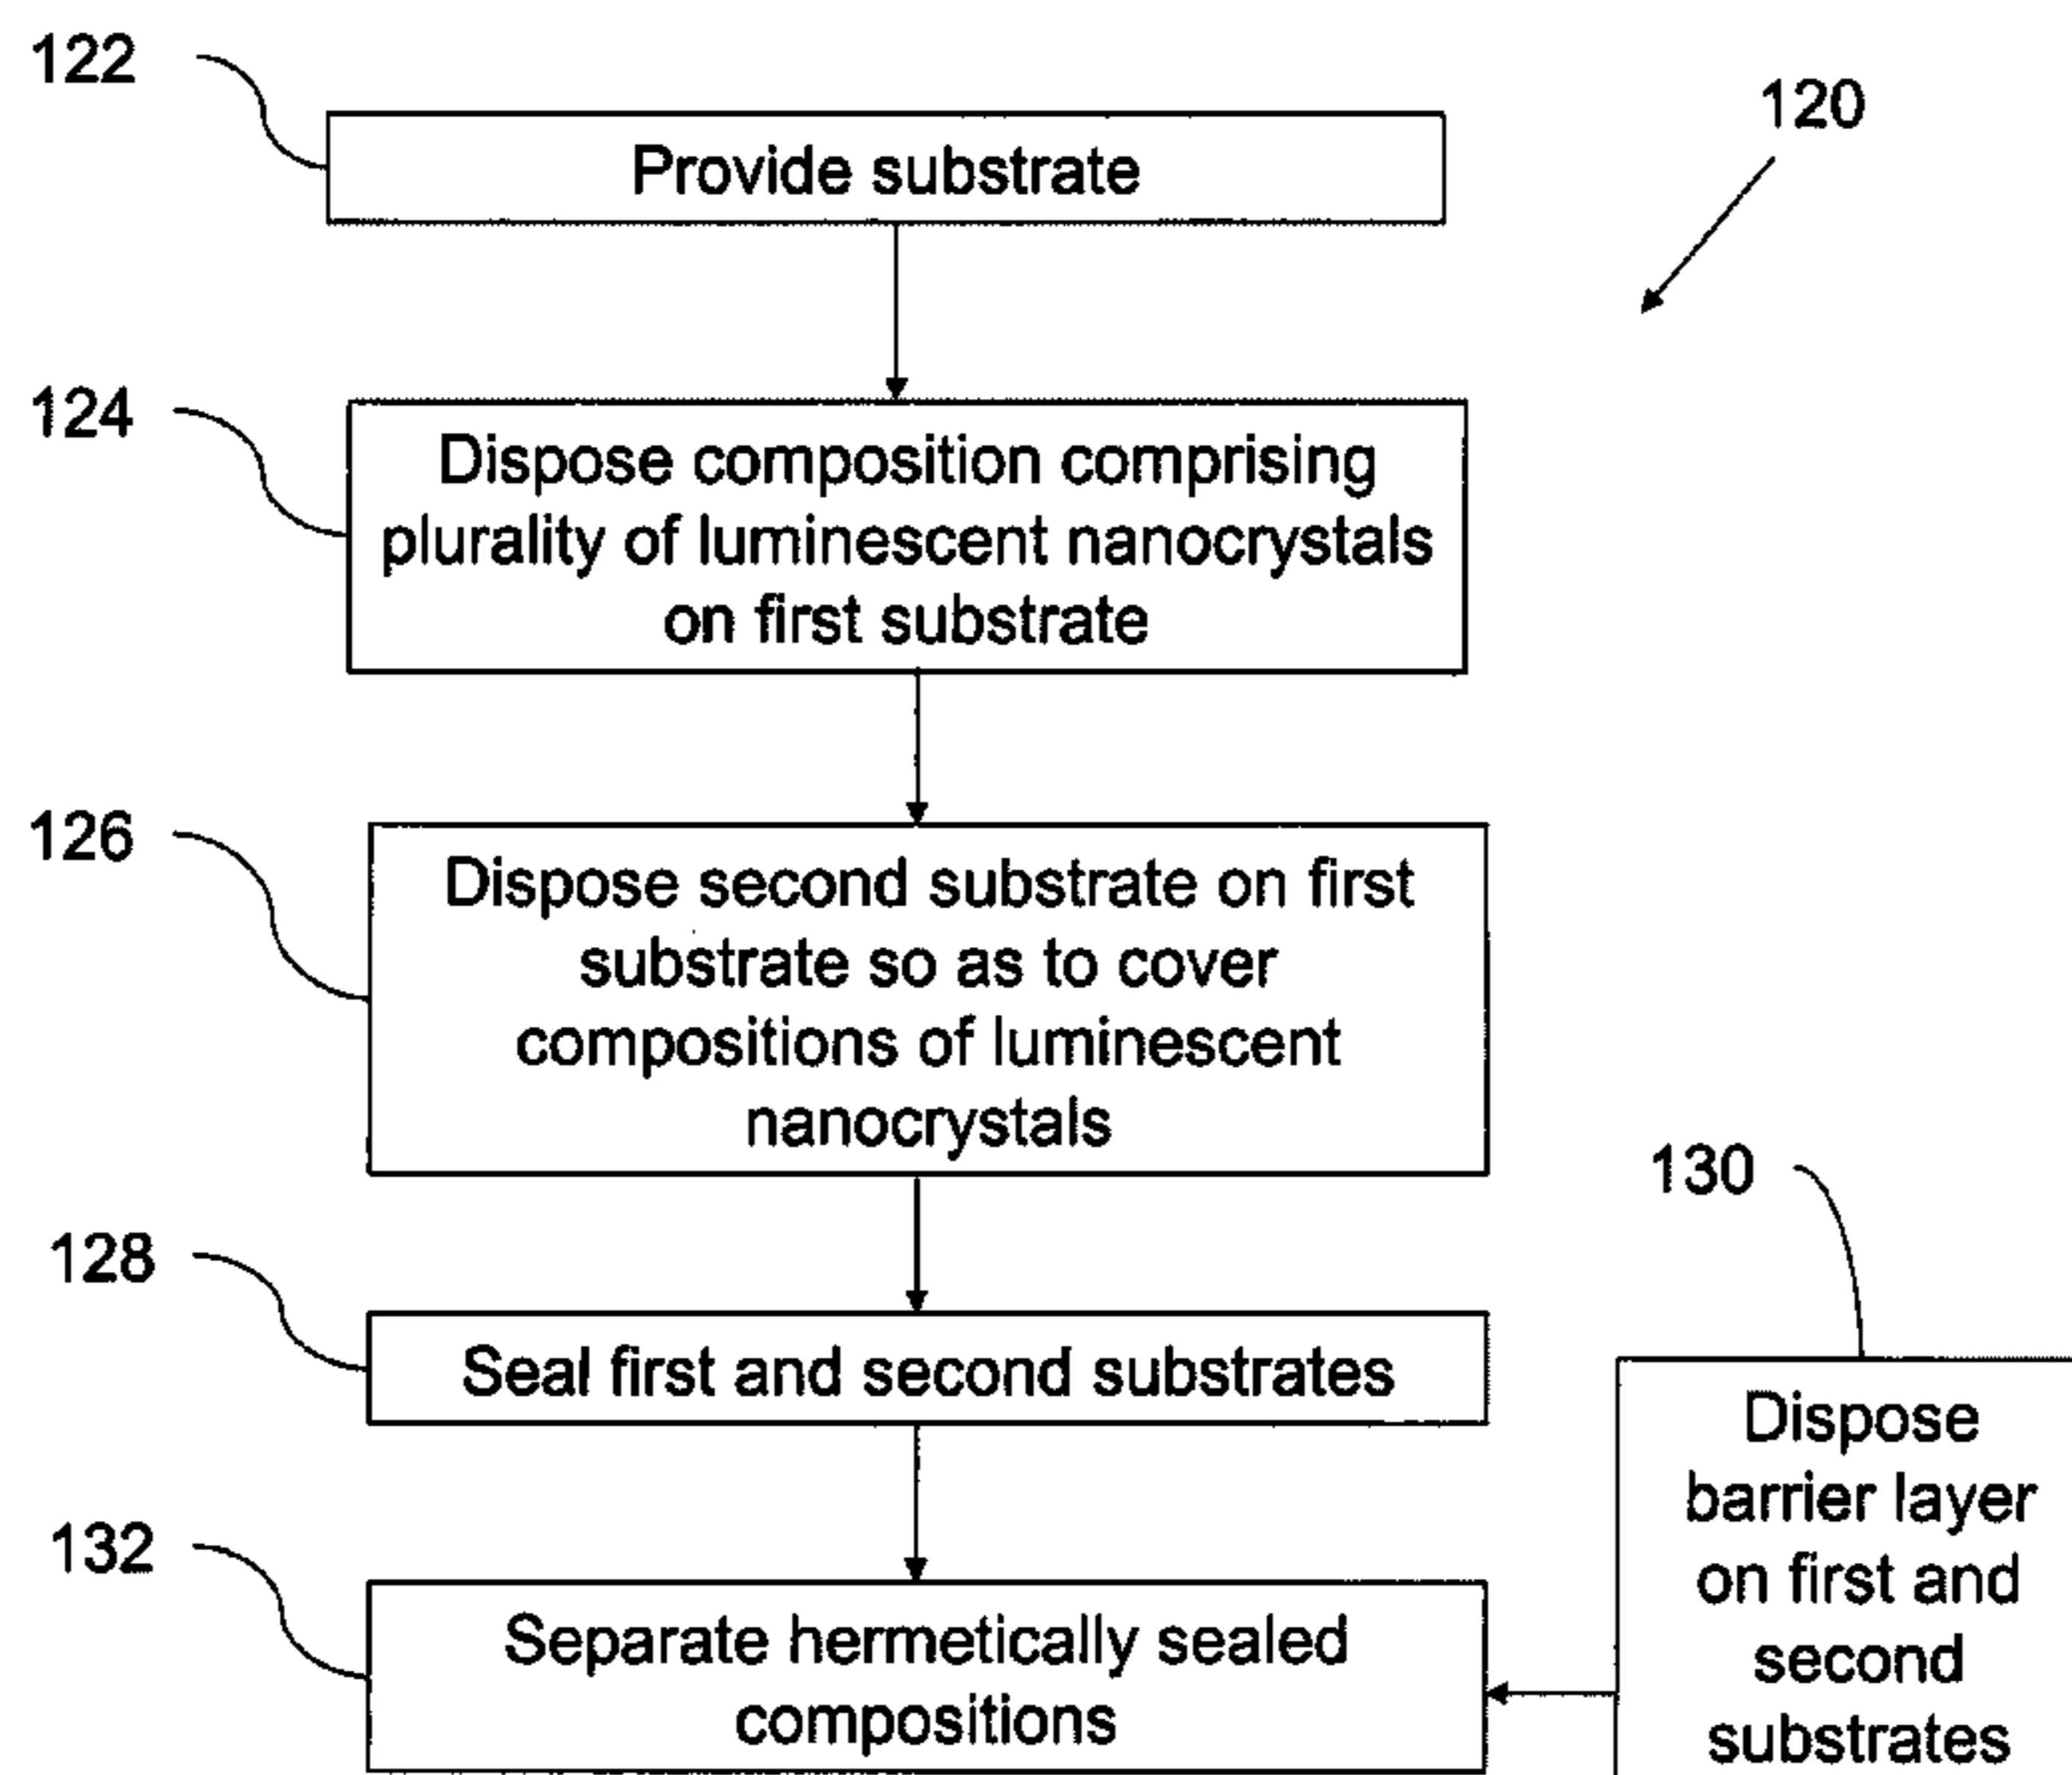 122
120
Provide substrate
124
Dispose composition comprising
plurality of luminescent nanocrystals
on first substrate
126
Dispose second substrate on first
substrate so as to cover
compositions of luminescent
nanocrystals
130
128
Seal first and second substrates
Dispose
barrier layer
on first and
second
substrates
132
Separate hermetically sealed
compositions